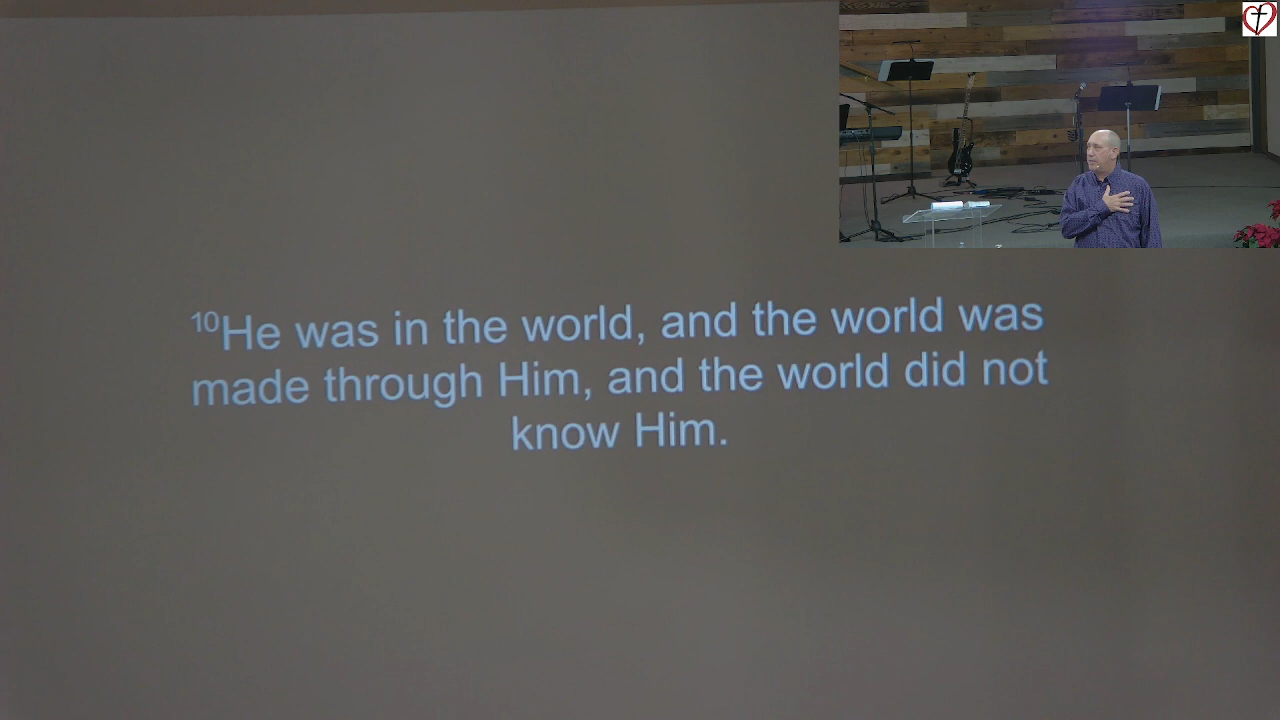 ¹⁰He was in the world, and the world was
made through Him, and the world did not
know Him.